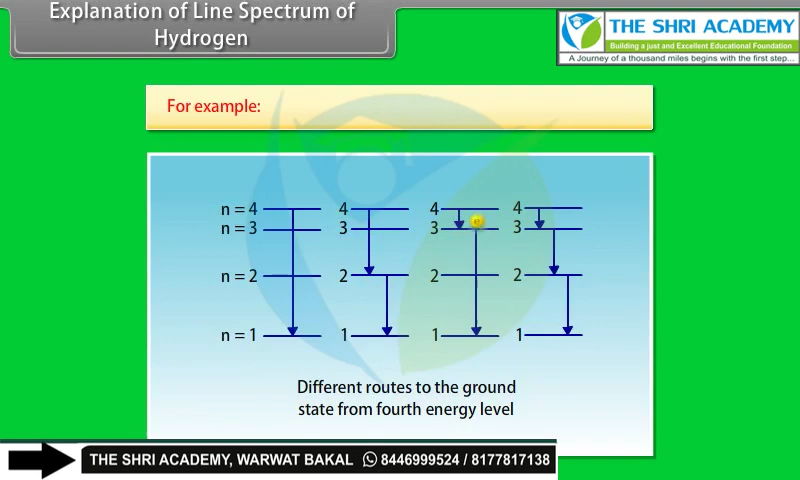 Explanation of Line Spectrum of
Hydrogen
THE SHRI ACADEMY
Building a just and Excellent Educational Foundation
A Journey of a thousand miles begins with the first step...
For example:
n = 4 4 4 4
n = 3 3 3 3
n = 2 2 2 2
n = 1 1 1 1
Different routes to the ground
state from fourth energy level
THE SHRI ACADEMY, WARWAT BAKAL 8446999524 / 8177817138